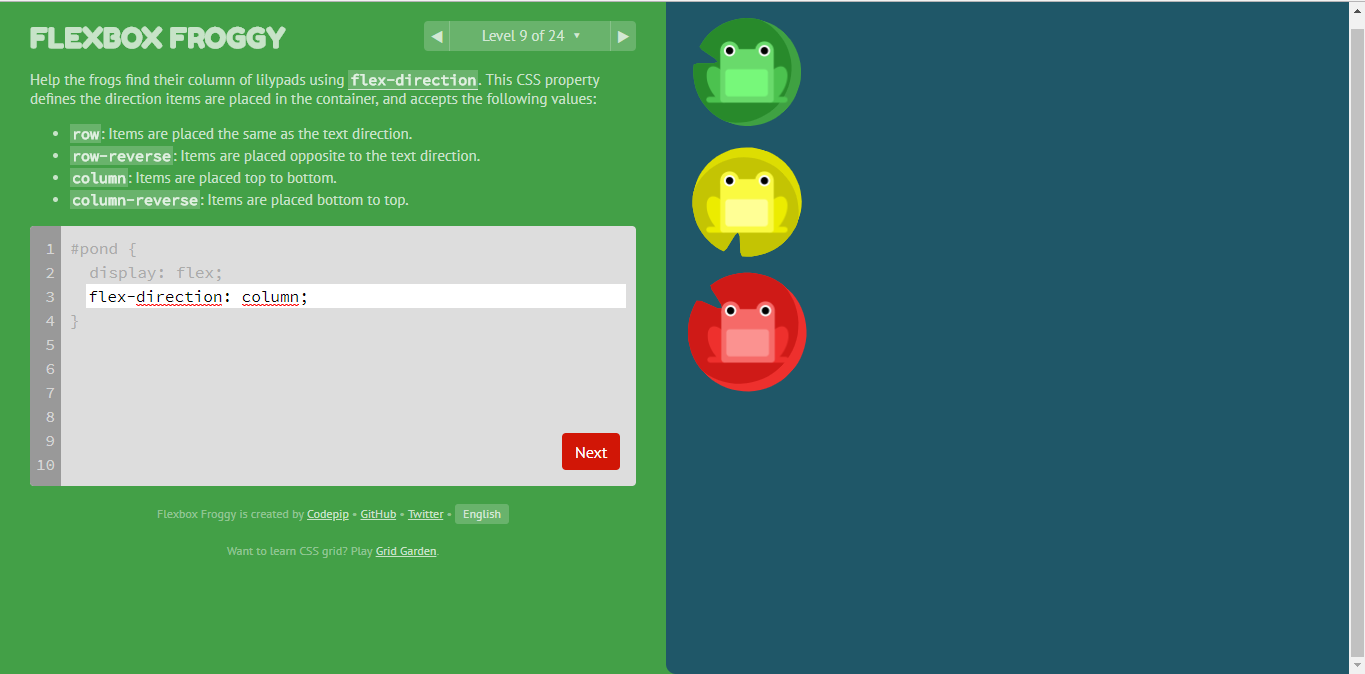 FLEXBOX FROGGY
◀ Level 9 of 24 ▼ ▶
Help the frogs find their column of lilypads using flex-direction. This CSS property
defines the direction items are placed in the container, and accepts the following values:
• row: Items are placed the same as the text direction.
• row-reverse: Items are placed opposite to the text direction.
• column: Items are placed top to bottom.
• column-reverse: Items are placed bottom to top.
1 #pond {
2 display: flex;
3 flex-direction: column;
4 }
5
6
7
8
9
10
Next
Flexbox Froggy is created by Codepip • GitHub • Twitter • English
Want to learn CSS grid? Play Grid Garden.